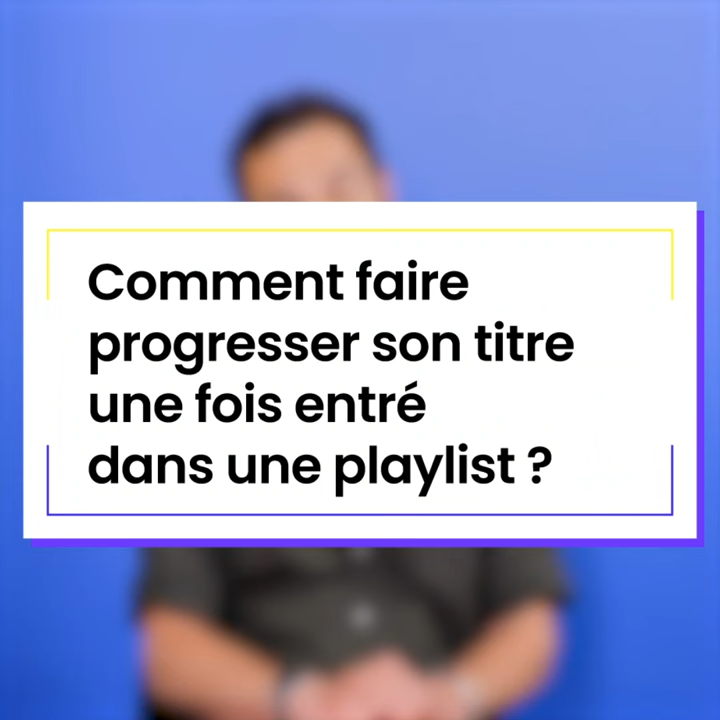 Comment faire
progresser son titre
une fois entré
dans une playlist ?